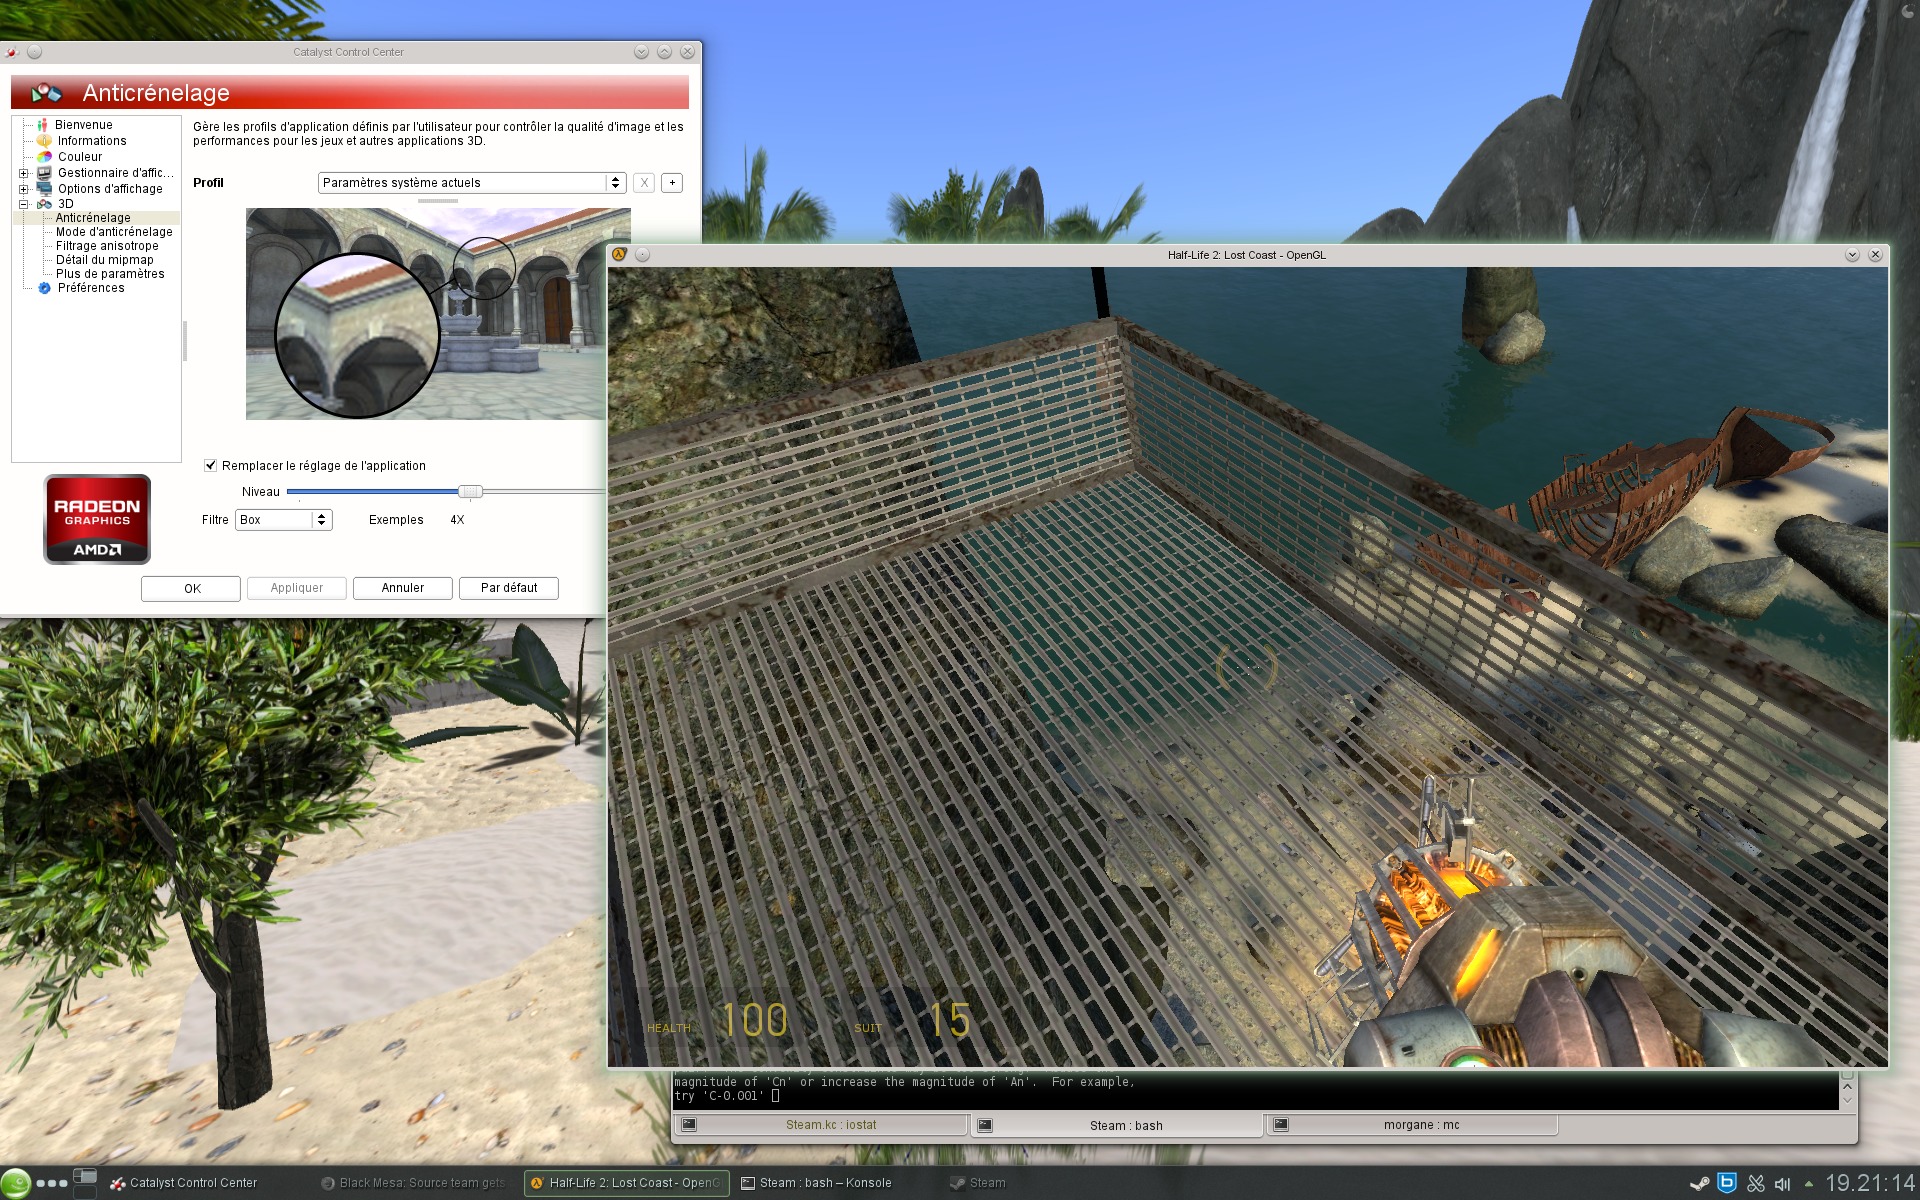 Catalyst Control Center
Anticrénelage
Bienvenue
Informations
Couleur
Gestionnaire d'affic...
Options d'affichage
3D
Anticrénelage
Mode d'anticrénelage
Filtrage anisotrope
Détail du mipmap
Plus de paramètres
Préférences
Gère les profils d'application définis par l'utilisateur pour contrôler la qualité d'image et les
performances pour les jeux et autres applications 3D.
Profil
Paramètres système actuels
X
+
Remplacer le réglage de l'application
Niveau
Filtre
Box
Exemples
4X
RADEON
GRAPHICS
AMD
OK
Appliquer
Annuler
Par défaut
Half-Life 2: Lost Coast - OpenGL
HEALTH 100
SUIT 15
magnitude of 'Cn' or increase the magnitude of 'An'.  For example,
try 'C-0.001'
Steam.kc : iostat
Steam : bash
morgane : mc
Catalyst Control Center
Black Mesa: Source team gets
Half-Life 2: Lost Coast - OpenG
Steam : bash – Konsole
Steam
19.21:14